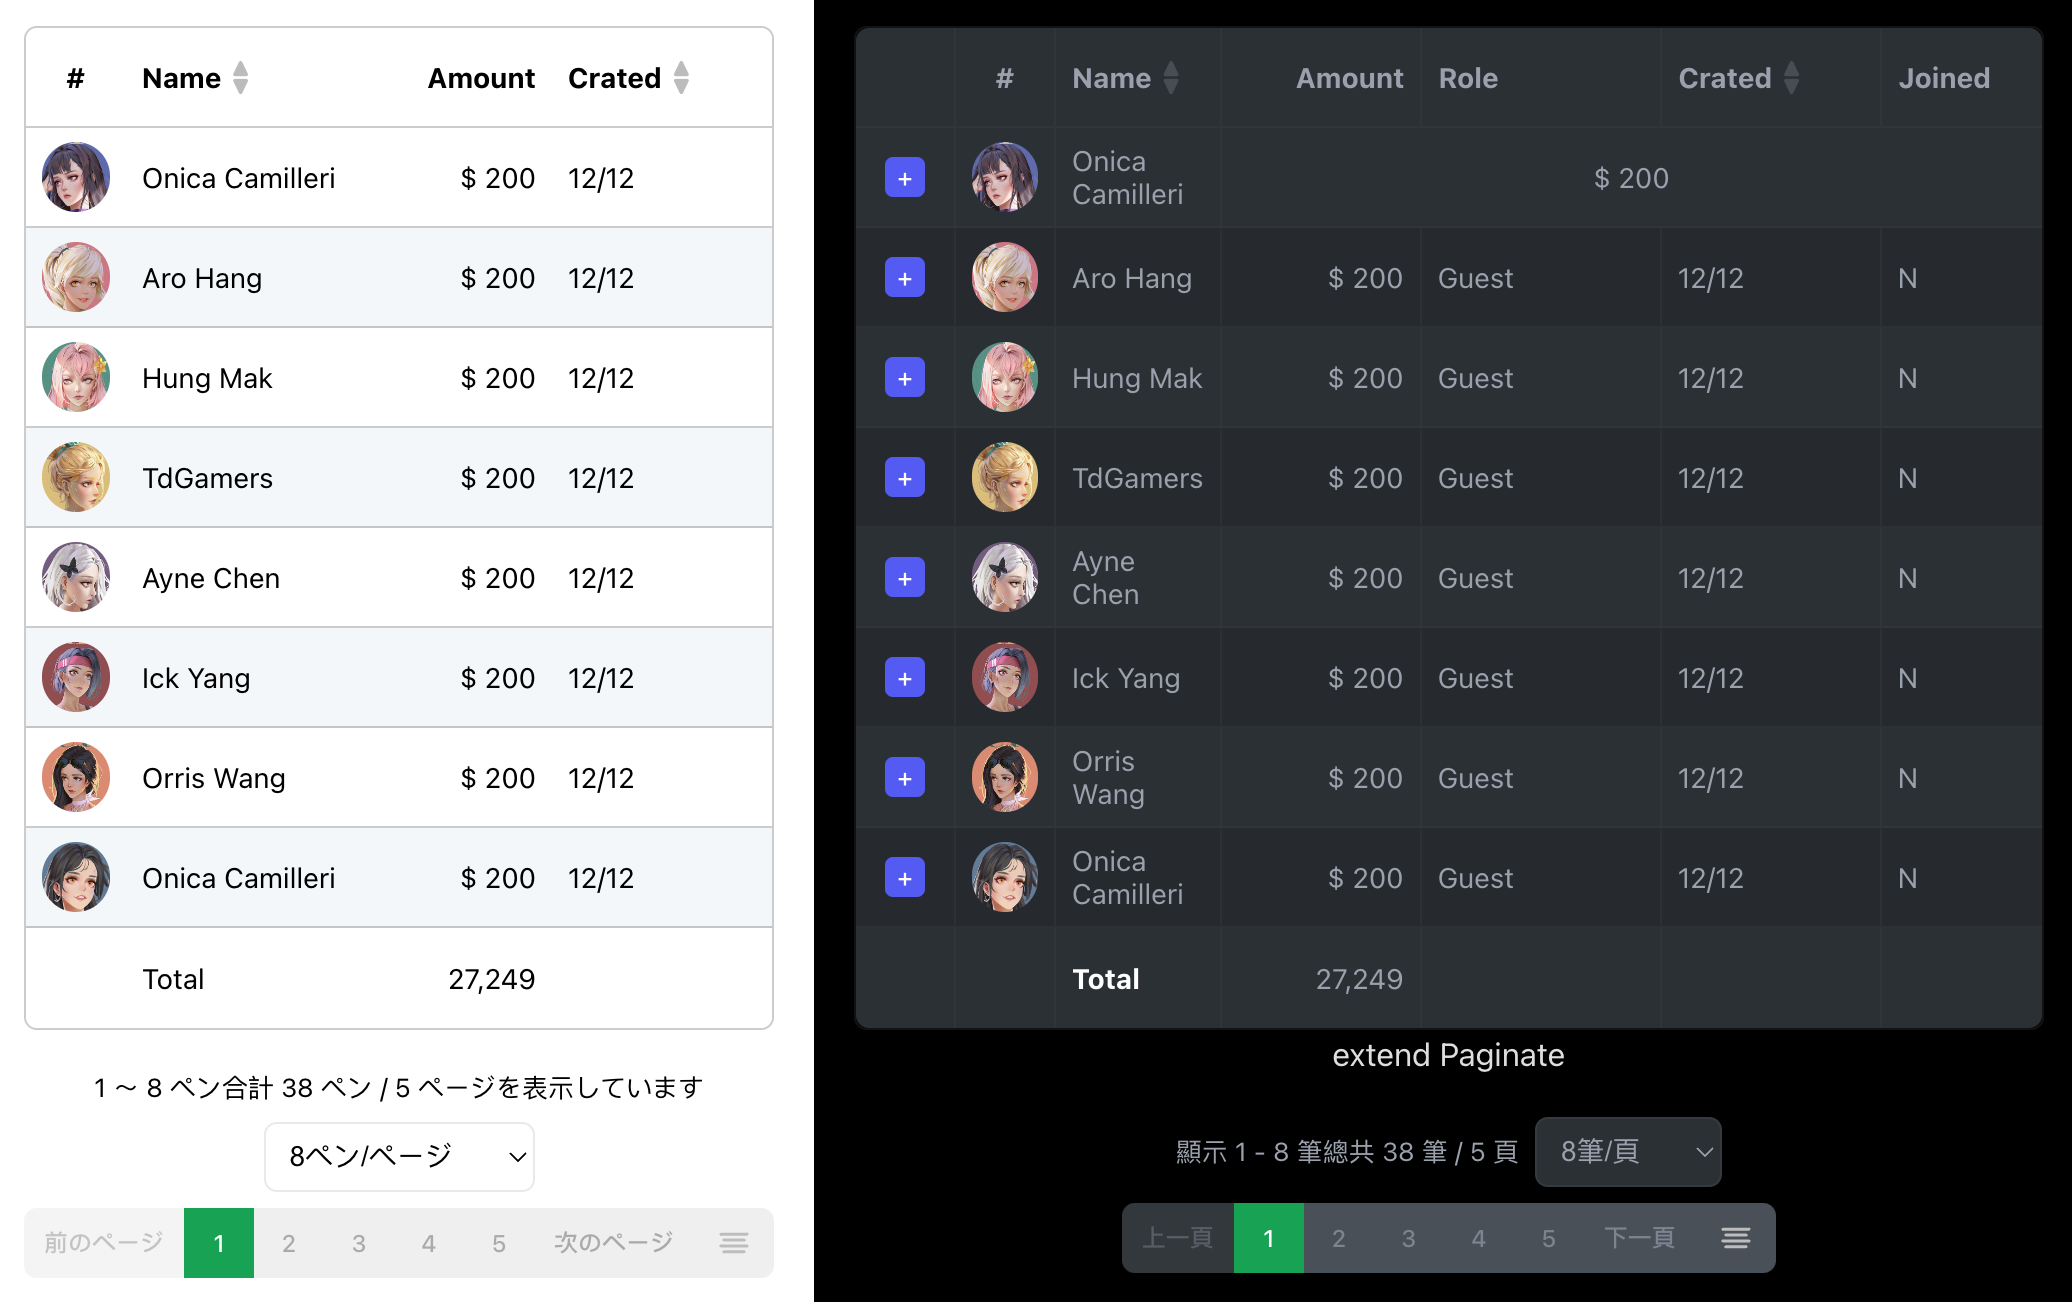 # Name Amount Crated
Onica Camilleri $ 200 12/12
Aro Hang $ 200 12/12
Hung Mak $ 200 12/12
TdGamers $ 200 12/12
Ayne Chen $ 200 12/12
Ick Yang $ 200 12/12
Orris Wang $ 200 12/12
Onica Camilleri $ 200 12/12
Total 27,249
1 ～ 8 ペン合計 38 ペン / 5 ページを表示しています
8ペン/ページ
前のページ 1 2 3 4 5 次のページ
# Name Amount Role Crated Joined
+ Onica
Camilleri $ 200
+ Aro Hang $ 200 Guest 12/12 N
+ Hung Mak $ 200 Guest 12/12 N
+ TdGamers $ 200 Guest 12/12 N
+ Ayne
Chen $ 200 Guest 12/12 N
+ Ick Yang $ 200 Guest 12/12 N
+ Orris
Wang $ 200 Guest 12/12 N
+ Onica
Camilleri $ 200 Guest 12/12 N
Total 27,249
extend Paginate
顯示 1 - 8 筆總共 38 筆 / 5 頁 8筆/頁
上一頁 1 2 3 4 5 下一頁